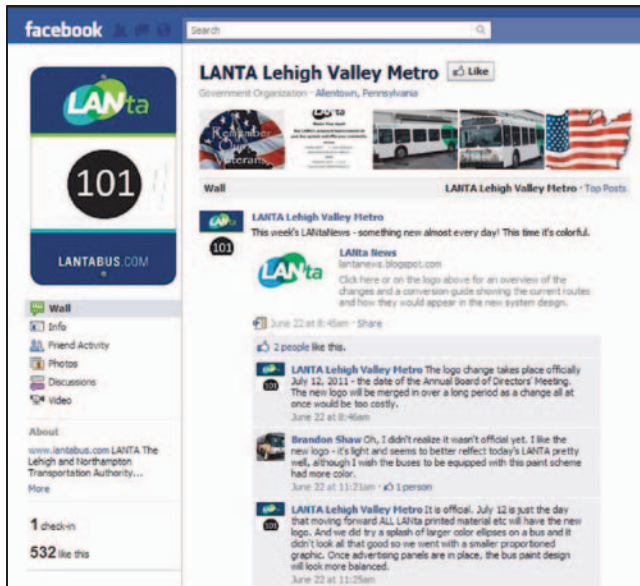 facebook
Search
LANta
101
LANTABUS.COM
LANTA Lehigh Valley Metro
Like
Government Organization · Allentown, Pennsylvania
Remember
Our
Veterans
Wall
LANTA Lehigh Valley Metro · Top Posts
LANTA Lehigh Valley Metro
This week's LANtaNews - something new almost every day! This time it's colorful.
101
LANta
LANta News
lantanews.blogspot.com
Click here or on the logo above for an overview of the
changes and a conversion guide showing the current routes
and how they would appear in the new system design.
June 22 at 8:45am · Share
2 people like this.
LANTA Lehigh Valley Metro The logo change takes place officially
July 12, 2011 - the date of the Annual Board of Directors' Meeting.
The new logo will be merged in over a long period as a change all at
once would be too costly.
June 22 at 8:46am
101
Brandon Shaw Oh, I didn't realize it wasn't official yet. I like the
new logo - it's light and seems to better relfect today's LANTA pretty
well, although I wish the buses to be equipped with this paint scheme
had more color.
June 22 at 11:21am · 1 person
LANTA Lehigh Valley Metro It is official. July 12 is just the day
that moving forward ALL LANta printed material etc will have the new
logo. And we did try a splash of larger color elipses on a bus and it
didn't look all that good so we went with a smaller proportioned
graphic. Once advertising panels are in place, the bus paint design
will look more balanced.
June 22 at 11:25am
101
Wall
Info
Friend Activity
Photos
Discussions
Video
About
www.lantabus.com LANTA The
Lehigh and Northampton
Transportation Authority....
More
1 check-in
532 like this